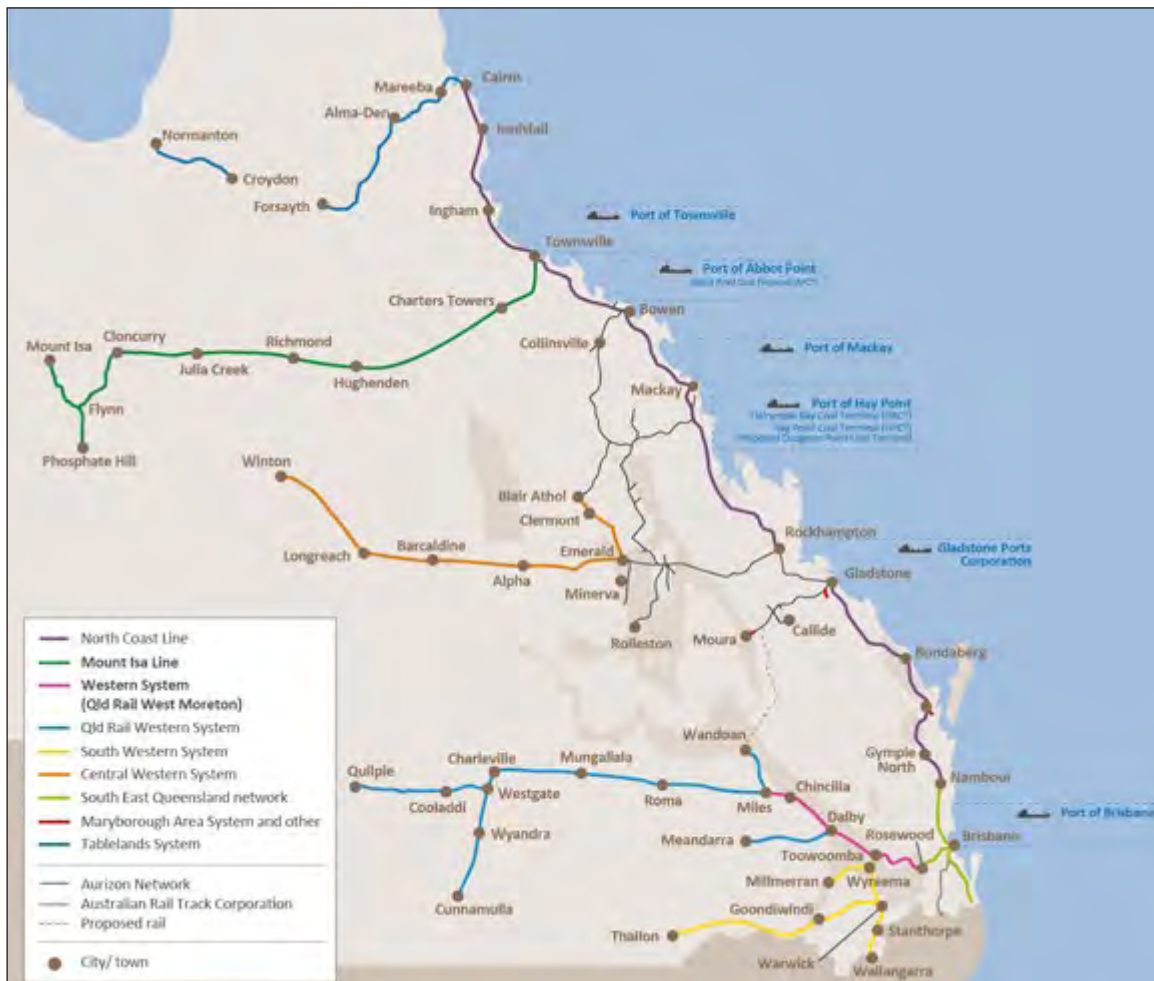 Cairns
Mareeba
Alma-Den
Innisfail
Normanton
Croydon
Forsayth
Ingham
Port of Townsville
Townsville
Port of Abbot Point
Charters Towers
Bowen
Mount Isa
Cloncurry
Richmond
Collinsville
Port of Mackay
Julia Creek
Hughenden
Mackay
Flynn
Port of Hay Point
Phosphate Hill
Winton
Blair Athol
Clermont
Rockhampton
Longreach
Barcaldine
Emerald
Gladstone Ports
Corporation
Alpha
Gladstone
Minerva
Rolleston
Moura
Callide
Bundaberg
North Coast Line
Mount Isa Line
Western System
(Qld Rail West Moreton)
Qld Rail Western System
South Western System
Central Western System
South East Queensland network
Maryborough Area System and other
Tablelands System
Aurizon Network
Australian Rail Track Corporation
Proposed rail
City/ town
Wandoan
Gympie
North
Charleville
Mungallala
Quilpie
Nambour
Cooladdi
Westgate
Roma
Miles
Chincilla
Port of Brisbane
Wyandra
Dalby
Meandarra
Rosewood
Brisbane
Toowoomba
Millmerran
Wyreema
Cunnamulla
Goondiwindi
Thallon
Stanthorpe
Warwick
Wallangarra